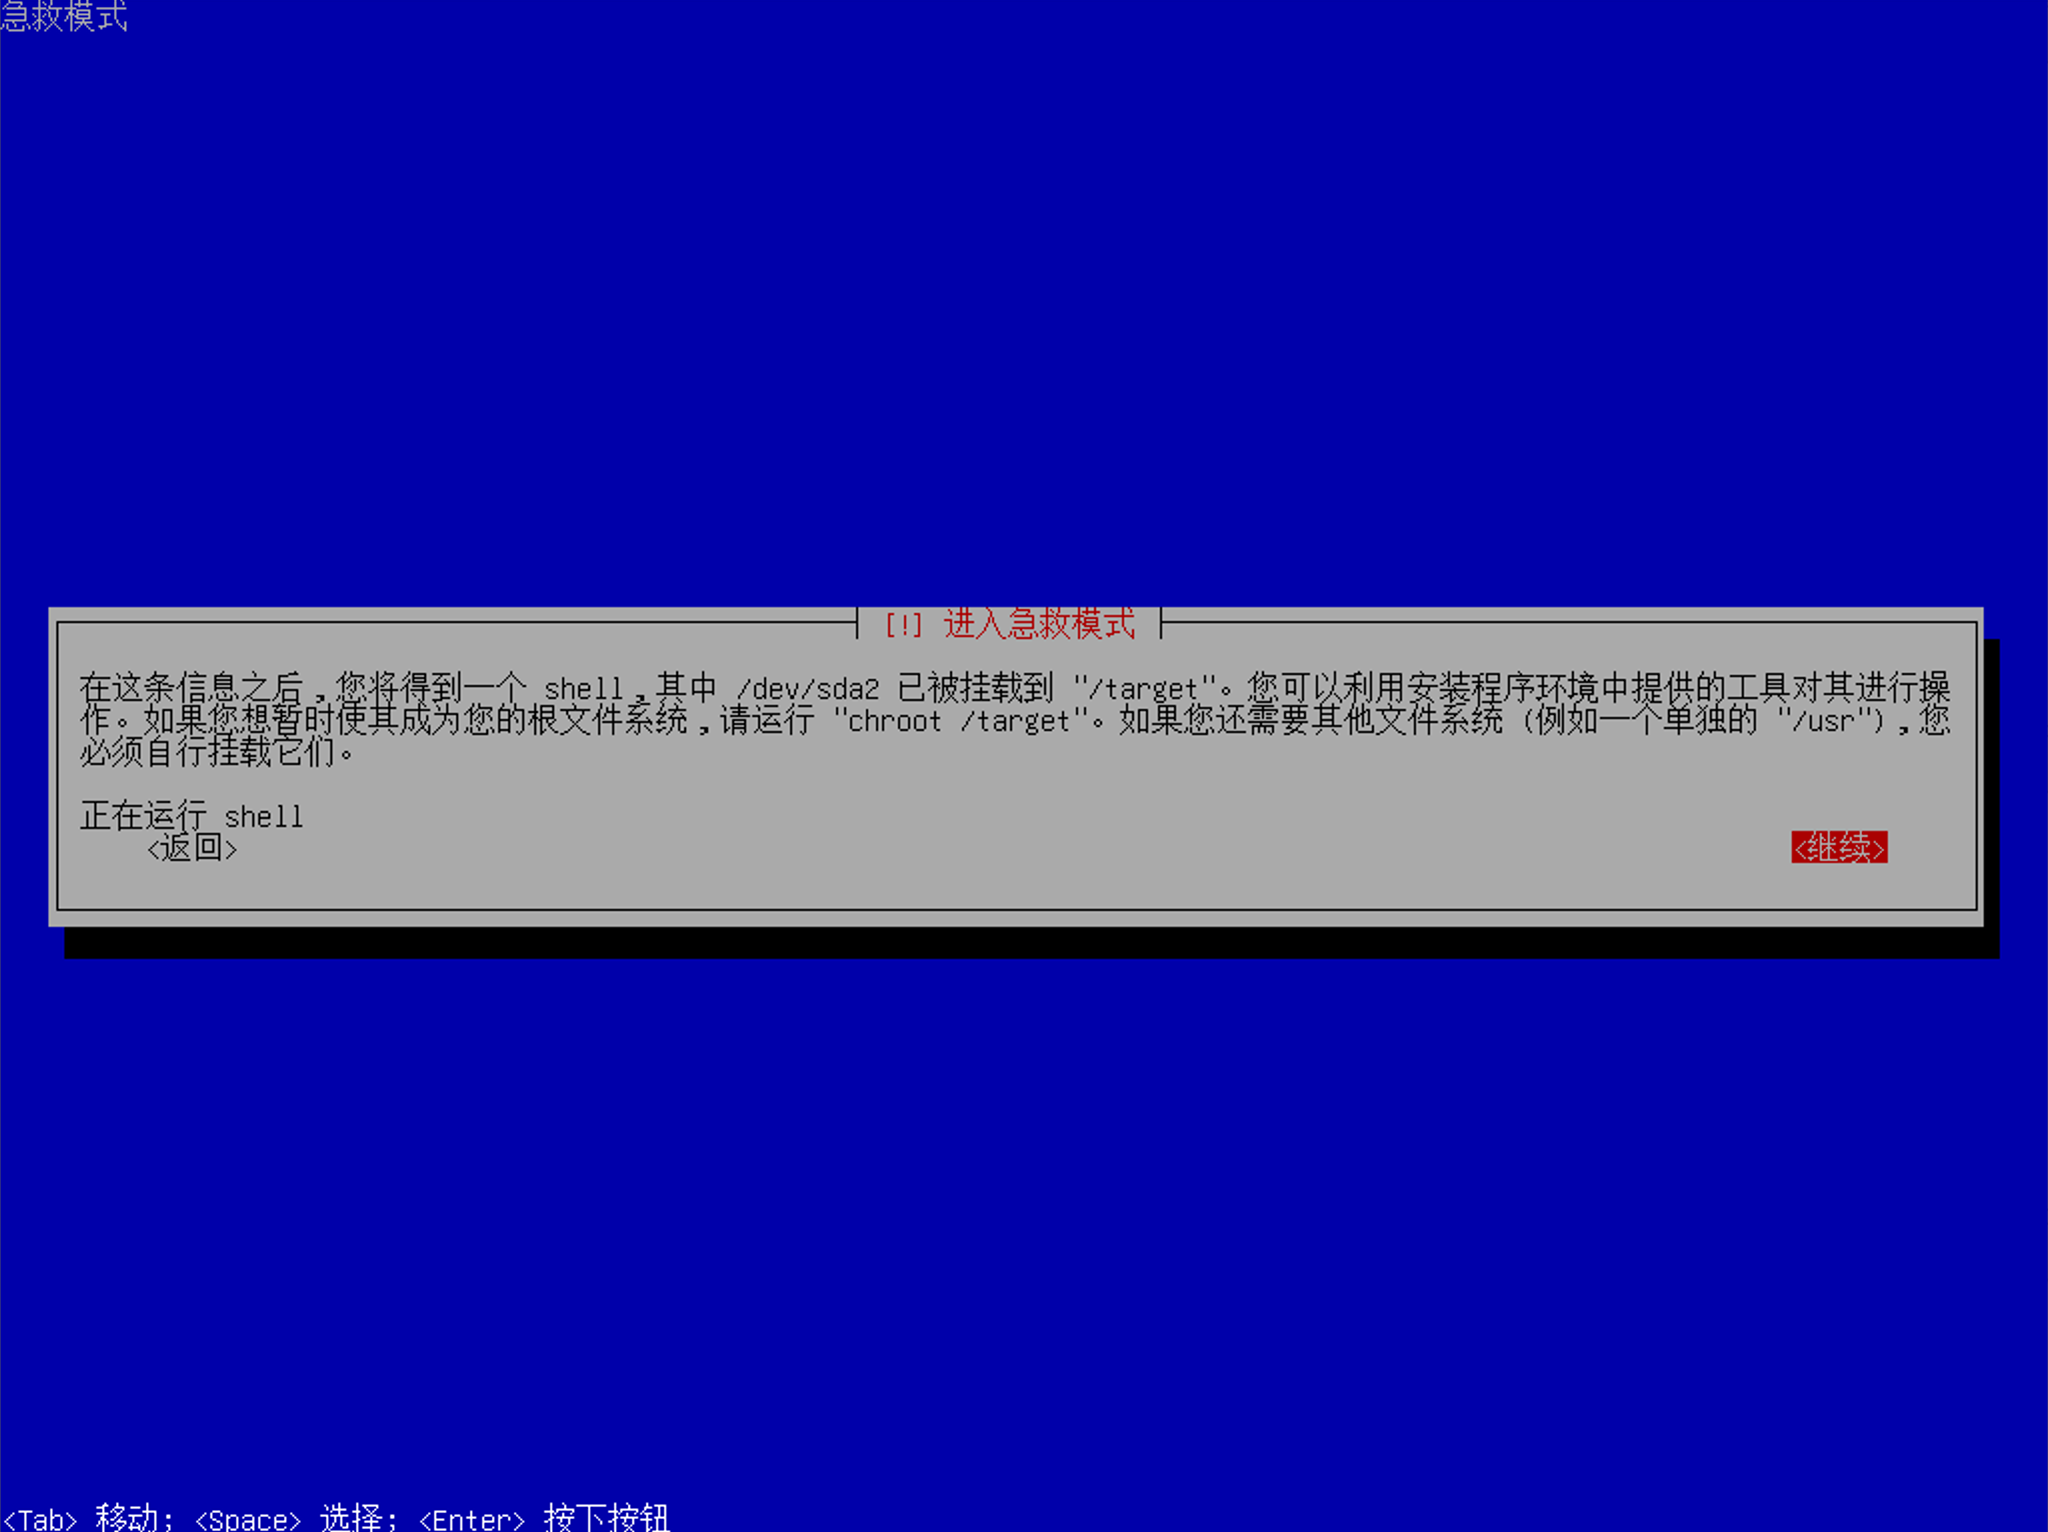 急救模式
[!] 进入急救模式
在这条信息之后，您将得到一个 shell，其中 /dev/sda2 已被挂载到 "/target"。您可以利用安装程序环境中提供的工具对其进行操
作。如果您想暂时使其成为您的根文件系统，请运行 "chroot /target"。如果您还需要其他文件系统 (例如一个单独的 "/usr")，您
必须自行挂载它们。
正在运行 shell
<返回> <继续>
<Tab> 移动; <Space> 选择; <Enter> 按下按钮